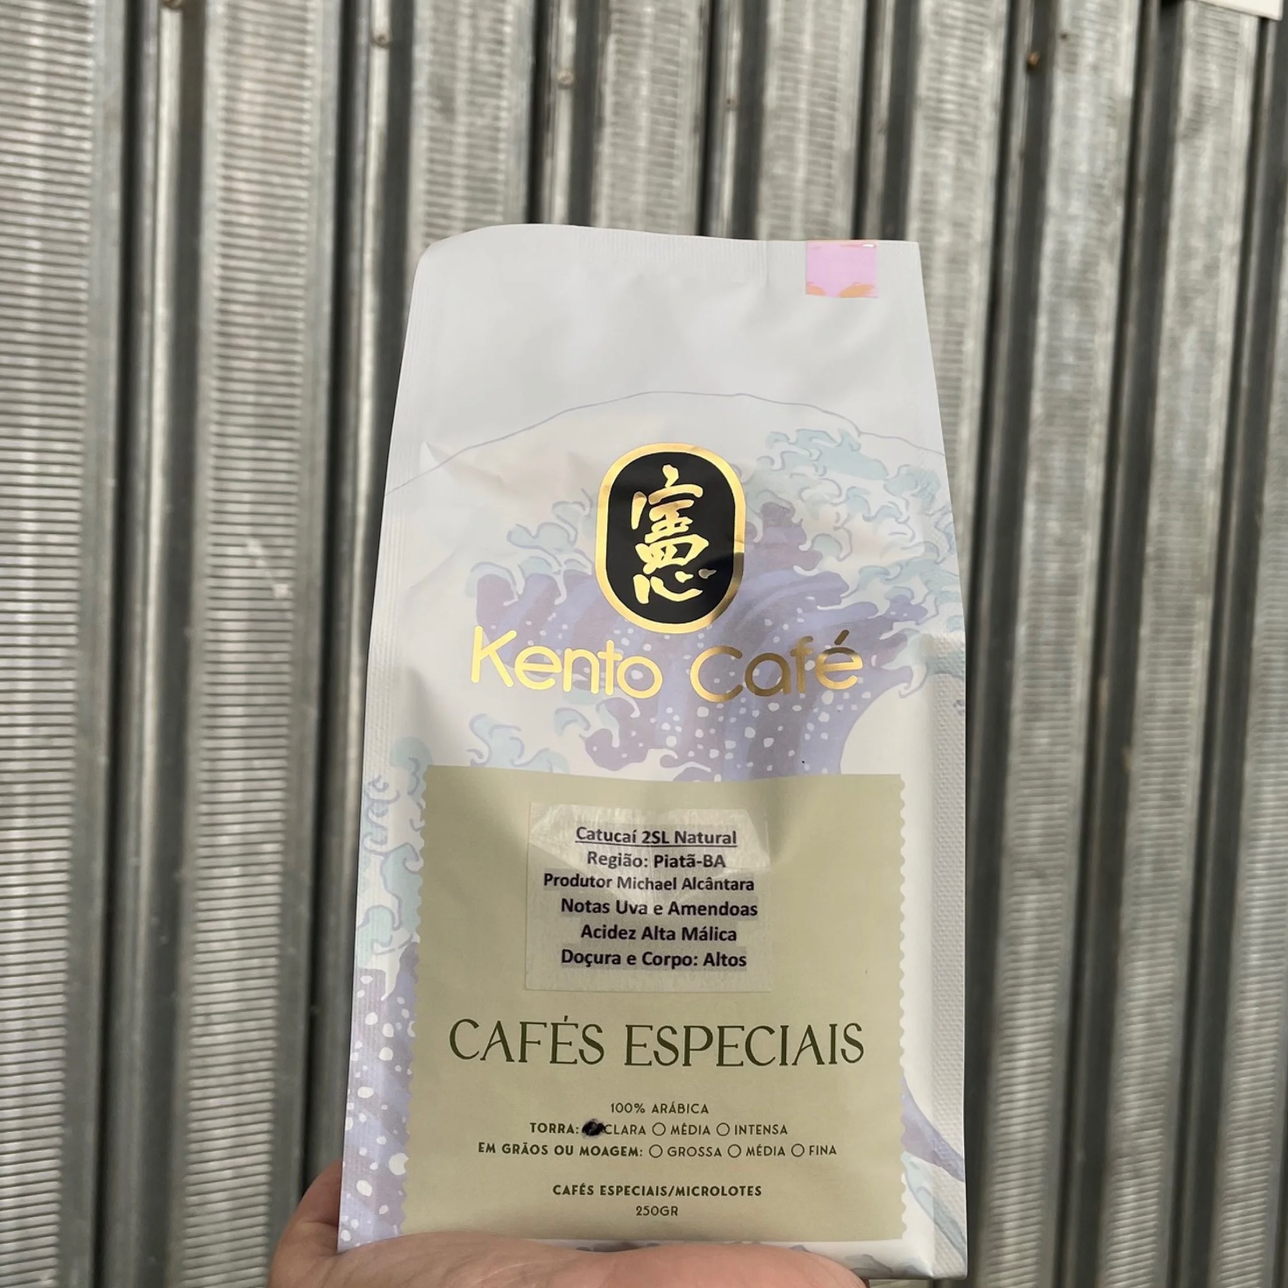 憲
Kento Café
Catucaí 2SL Natural
Região: Piatã-BA
Produtor Michael Alcântara
Notas Uva e Amendoas
Acidez Alta Málica
Doçura e Corpo: Altos
CAFÉS ESPECIAIS
100% ARÁBICA
TORRA: CLARA MÉDIA INTENSA
EM GRÃOS OU MOAGEM: GROSSA MÉDIA FINA
CAFÉS ESPECIAIS/MICROLOTES
250GR